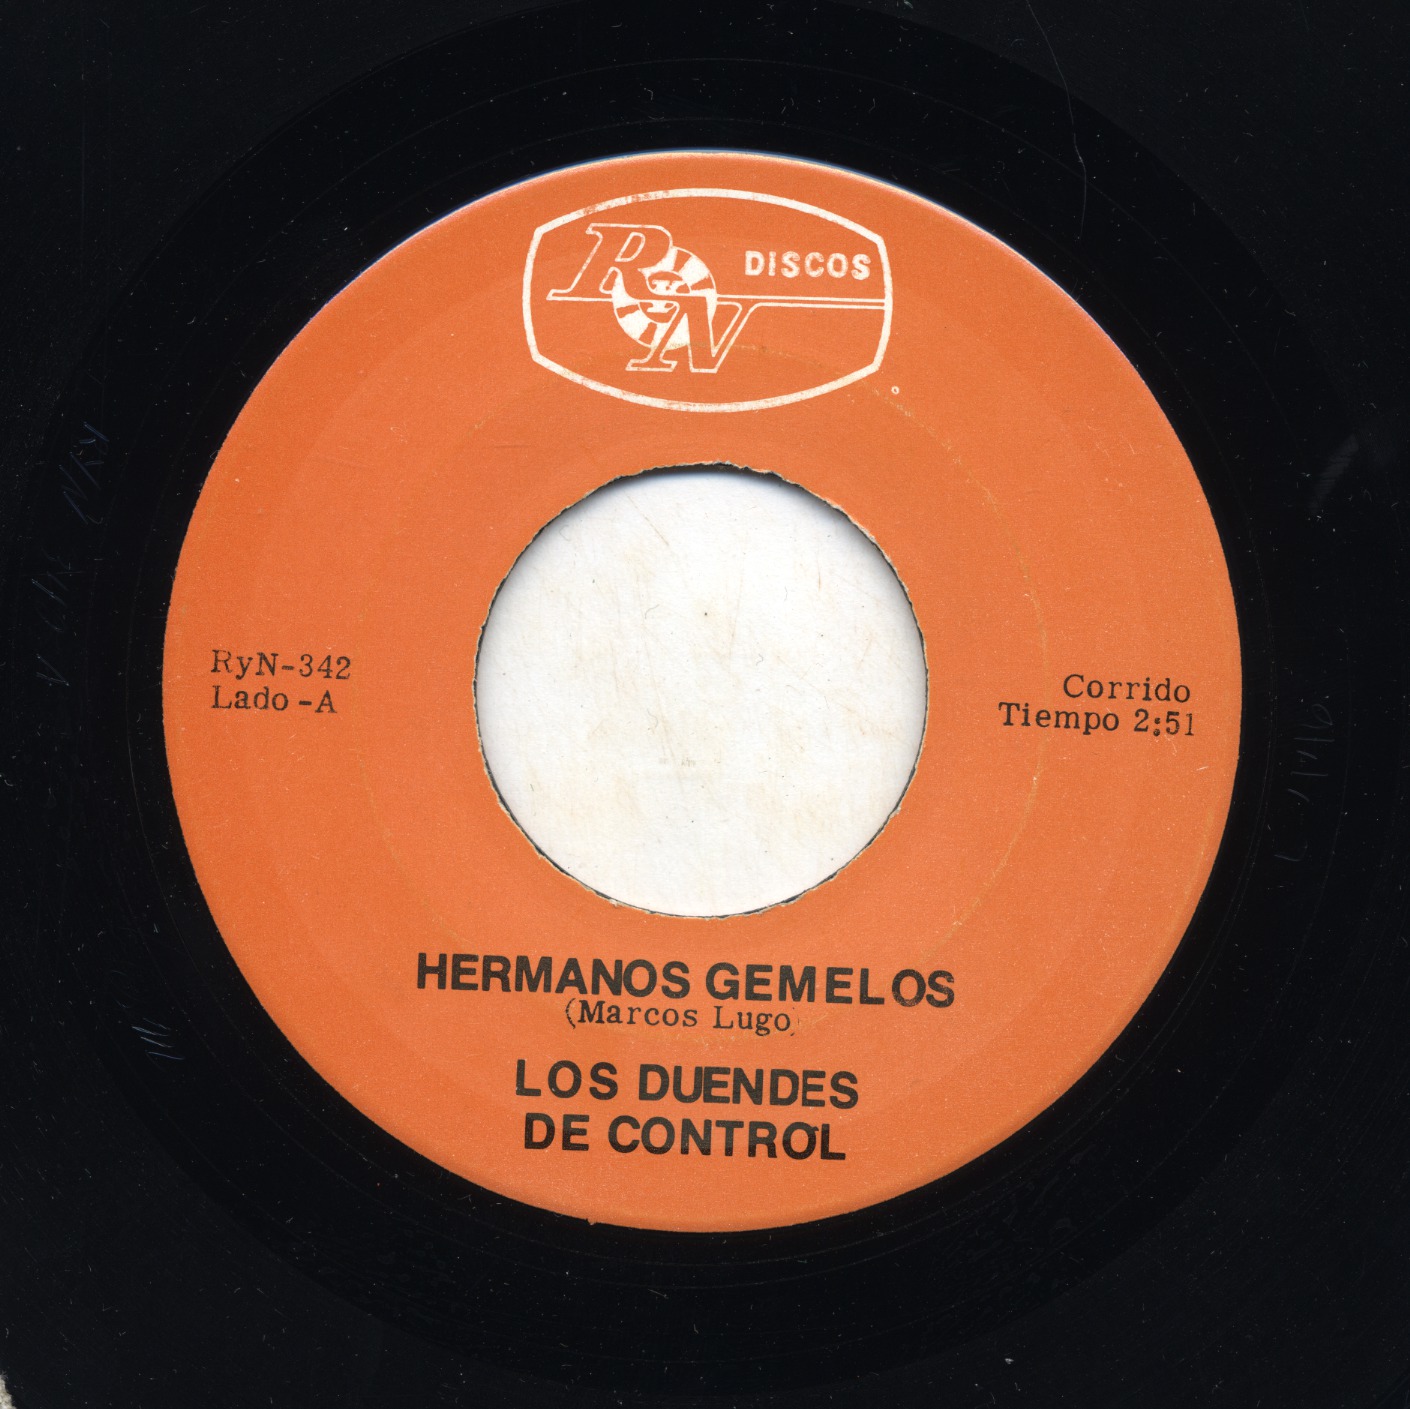 RyN DISCOS
RyN-342
Lado -A
Corrido
Tiempo 2:51
HERMANOS GEMELOS
(Marcos Lugo)
LOS DUENDES
DE CONTROL